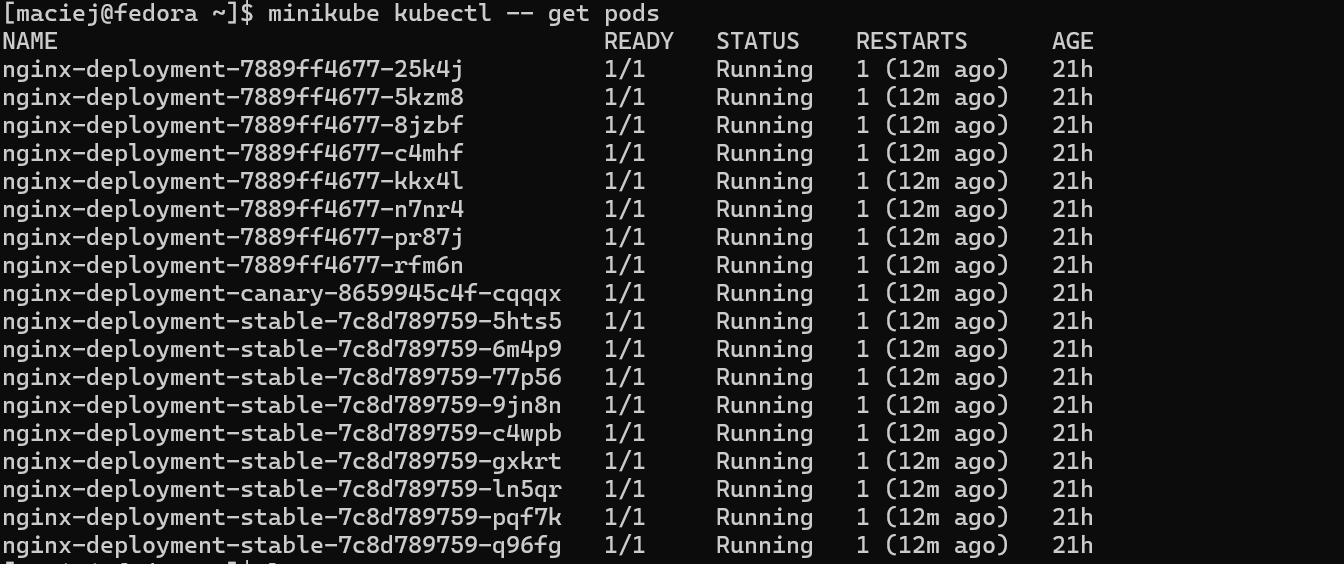 [maciej@fedora ~]$ minikube kubectl -- get pods
NAME READY STATUS RESTARTS AGE
nginx-deployment-7889ff4677-25k4j 1/1 Running 1 (12m ago) 21h
nginx-deployment-7889ff4677-5kzm8 1/1 Running 1 (12m ago) 21h
nginx-deployment-7889ff4677-8jzbf 1/1 Running 1 (12m ago) 21h
nginx-deployment-7889ff4677-c4mhf 1/1 Running 1 (12m ago) 21h
nginx-deployment-7889ff4677-kkx4l 1/1 Running 1 (12m ago) 21h
nginx-deployment-7889ff4677-n7nr4 1/1 Running 1 (12m ago) 21h
nginx-deployment-7889ff4677-pr87j 1/1 Running 1 (12m ago) 21h
nginx-deployment-7889ff4677-rfm6n 1/1 Running 1 (12m ago) 21h
nginx-deployment-canary-8659945c4f-cqqqx 1/1 Running 1 (12m ago) 21h
nginx-deployment-stable-7c8d789759-5hts5 1/1 Running 1 (12m ago) 21h
nginx-deployment-stable-7c8d789759-6m4p9 1/1 Running 1 (12m ago) 21h
nginx-deployment-stable-7c8d789759-77p56 1/1 Running 1 (12m ago) 21h
nginx-deployment-stable-7c8d789759-9jn8n 1/1 Running 1 (12m ago) 21h
nginx-deployment-stable-7c8d789759-c4wpb 1/1 Running 1 (12m ago) 21h
nginx-deployment-stable-7c8d789759-gxkrt 1/1 Running 1 (12m ago) 21h
nginx-deployment-stable-7c8d789759-ln5qr 1/1 Running 1 (12m ago) 21h
nginx-deployment-stable-7c8d789759-pqf7k 1/1 Running 1 (12m ago) 21h
nginx-deployment-stable-7c8d789759-q96fg 1/1 Running 1 (12m ago) 21h